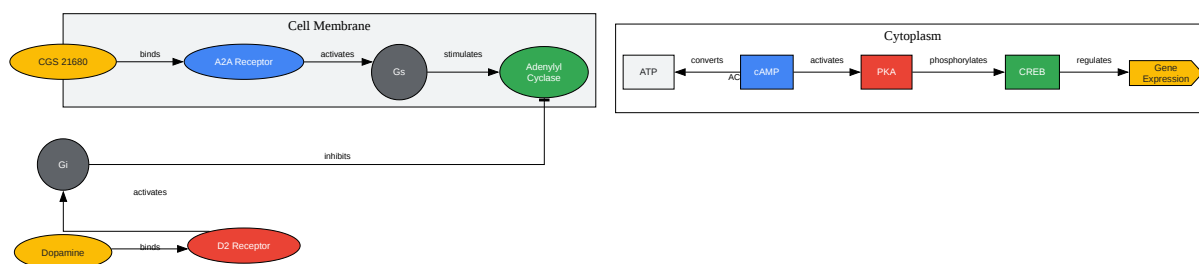 Cell Membrane
CGS 21680
binds
A2A Receptor
activates
Gs
stimulates
Adenylyl
Cyclase
Gi
inhibits
activates
Dopamine
binds
D2 Receptor
Cytoplasm
ATP
converts
AC
cAMP
activates
PKA
phosphorylates
CREB
regulates
Gene
Expression